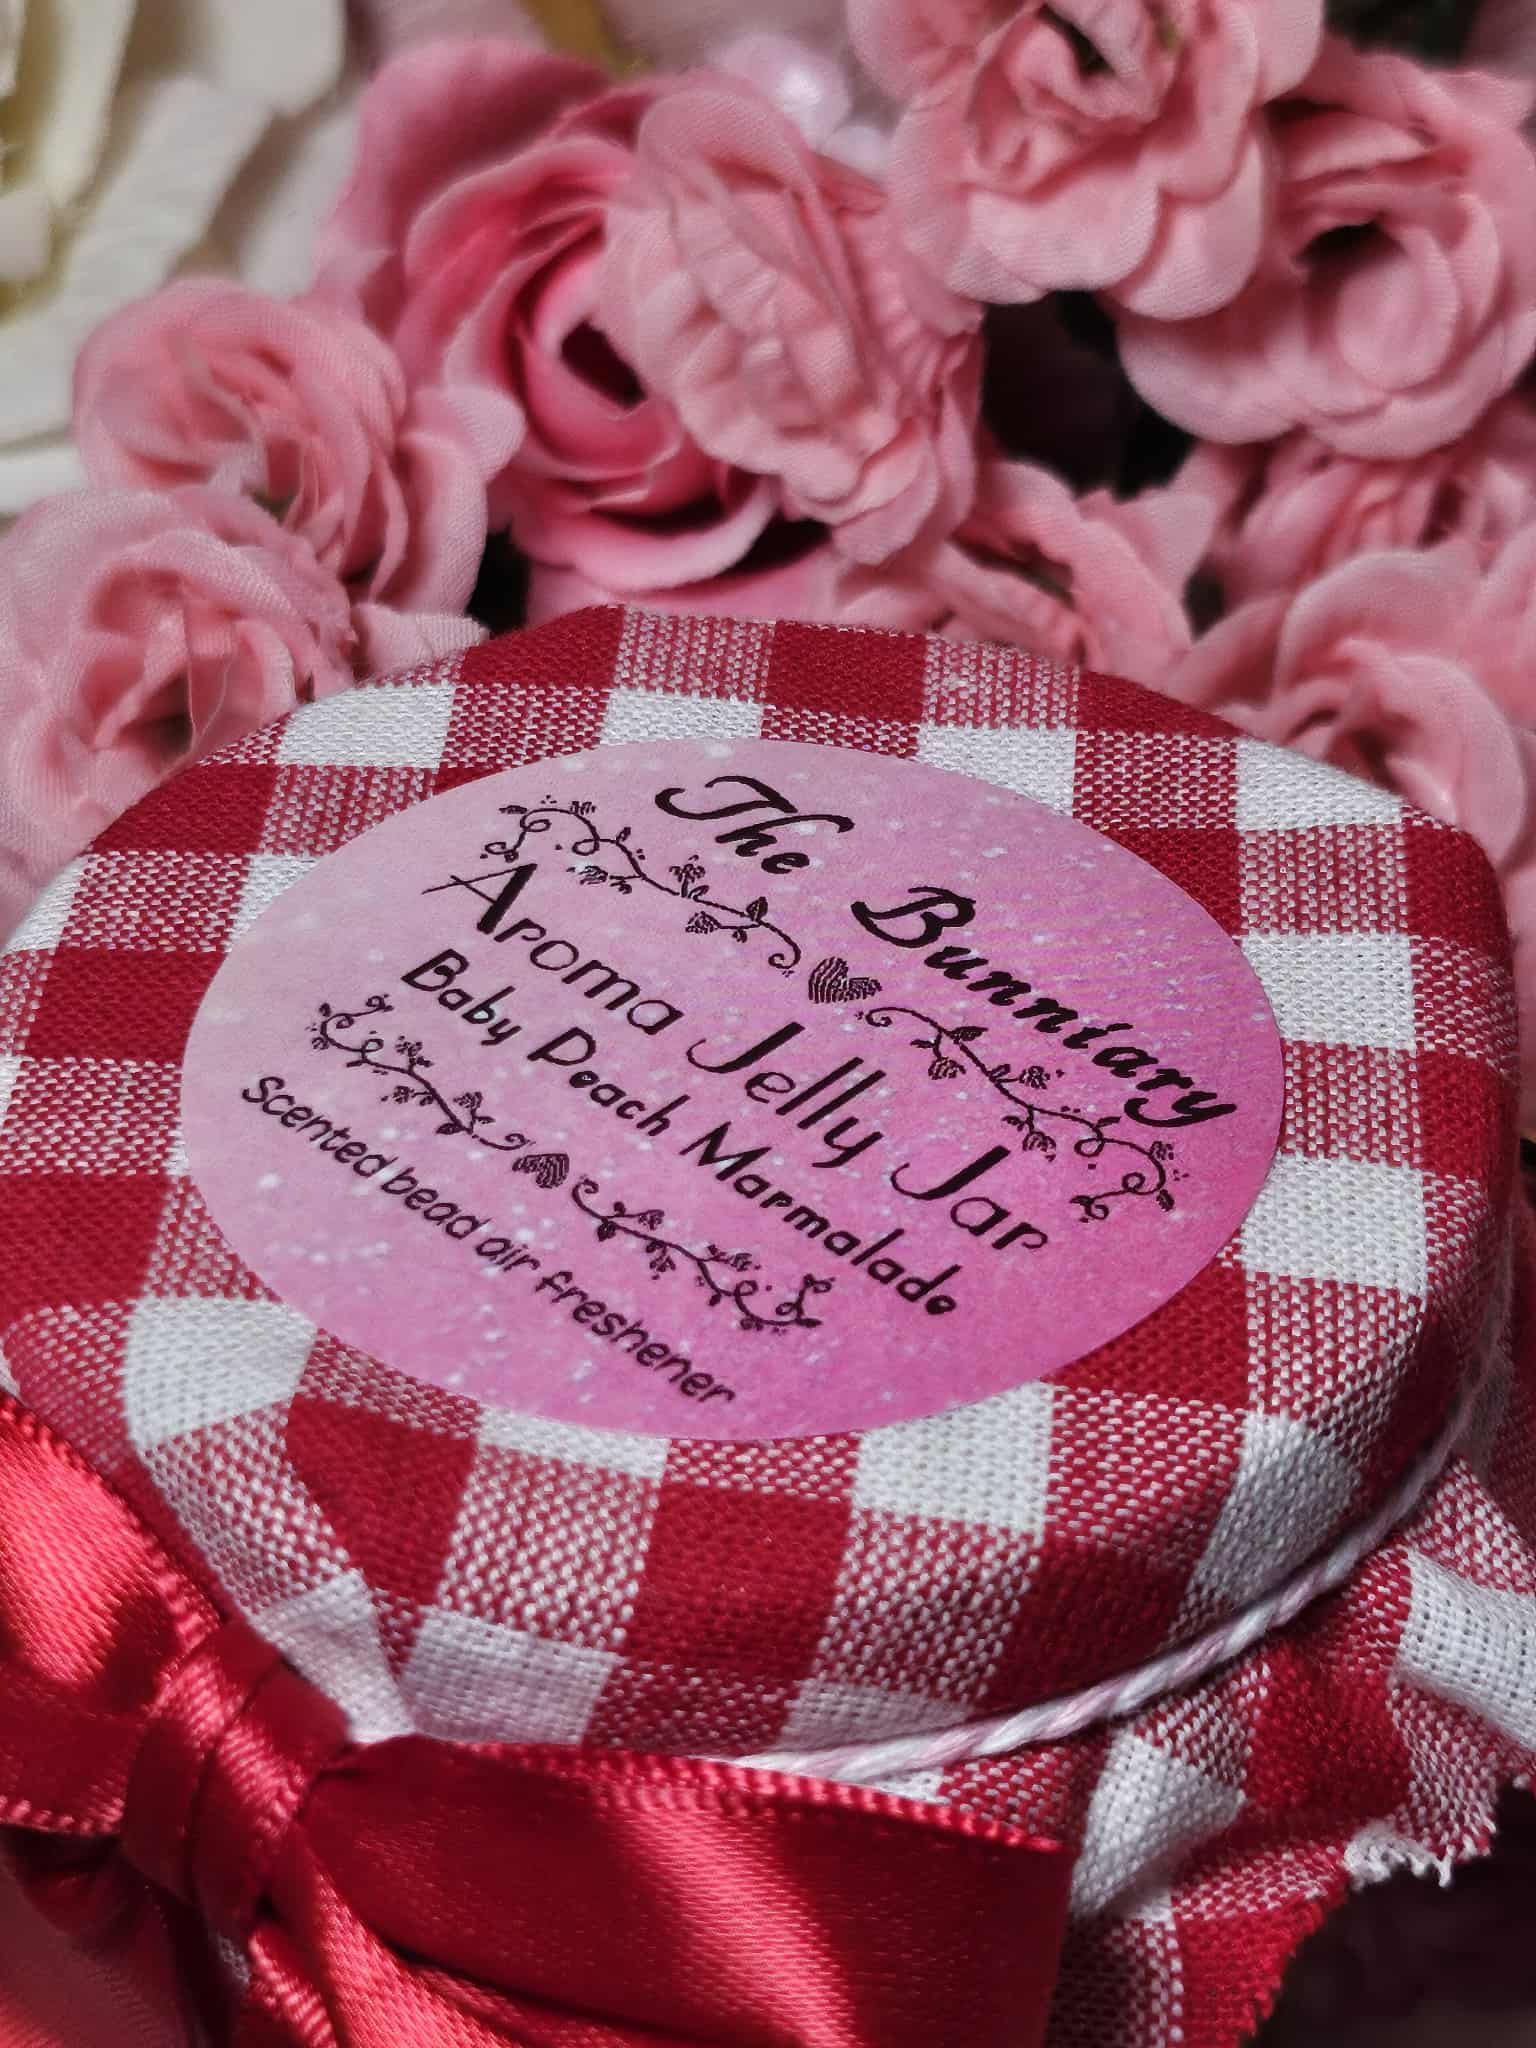 The Bunniary
Aroma Jelly Jar
Baby Peach Marmalade
Scented bead air freshener